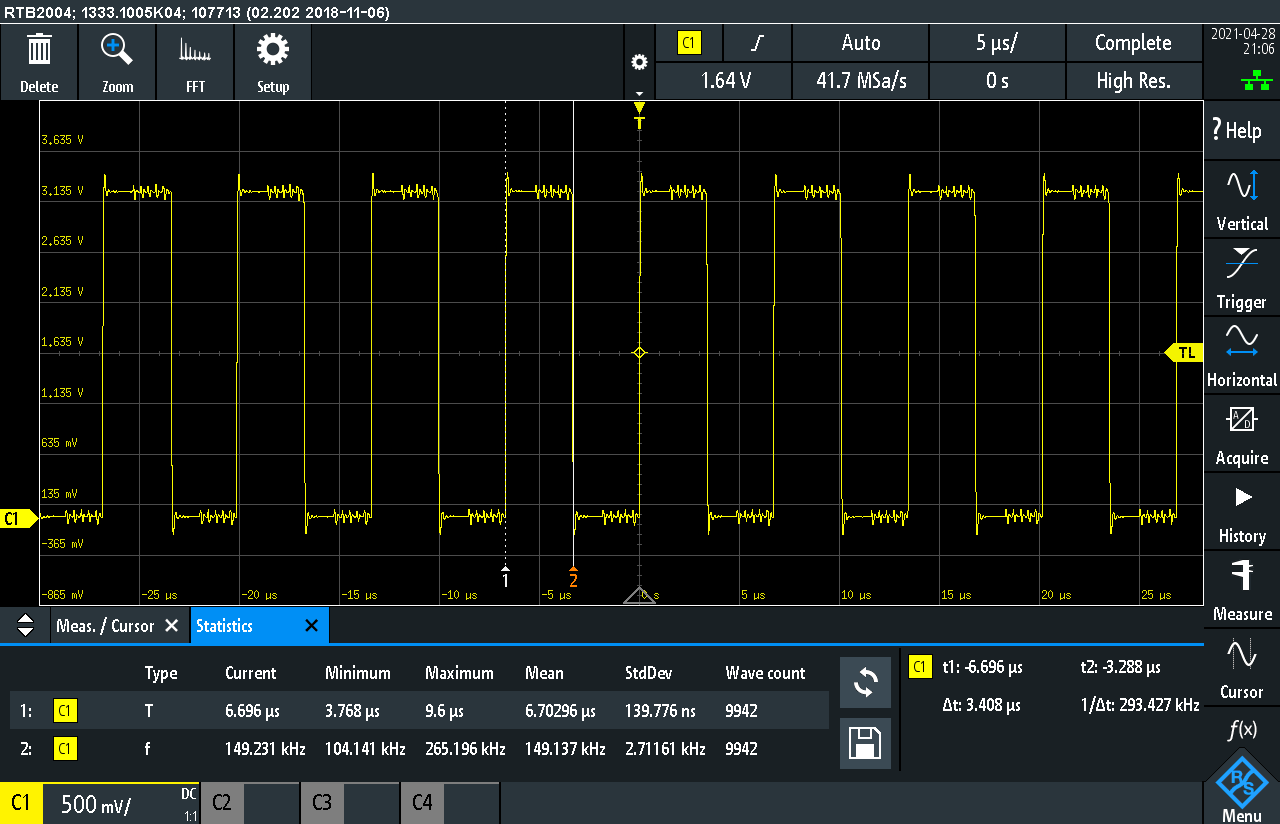 RTB2004; 1333.1005K04; 107713 (02.202 2018-11-06)
Delete
Zoom
FFT
Setup
C1
Auto
5 µs/
Complete
1.64 V
41.7 MSa/s
0 s
High Res.
2021-04-28
21:06
?Help
Vertical
Trigger
Horizontal
Acquire
History
Measure
Cursor
f(x)
R&S
Menu
T
3,635 V
3,135 V
2,635 V
2,135 V
1,635 V
1,135 V
635 mV
135 mV
-365 mV
-865 mV
TL
C1
1
2
-25 µs
-20 µs
-15 µs
-10 µs
-5 µs
0 s
5 µs
10 µs
15 µs
20 µs
25 µs
Meas. / Cursor
Statistics
Type Current Minimum Maximum Mean StdDev Wave count
1: C1 T 6.696 µs 3.768 µs 9.6 µs 6.70296 µs 139.776 ns 9942
2: C1 f 149.231 kHz 104.141 kHz 265.196 kHz 149.137 kHz 2.71161 kHz 9942
C1 t1: -6.696 µs t2: -3.288 µs
Δt: 3.408 µs 1/Δt: 293.427 kHz
C1 500 mV/ DC 1:1
C2
C3
C4